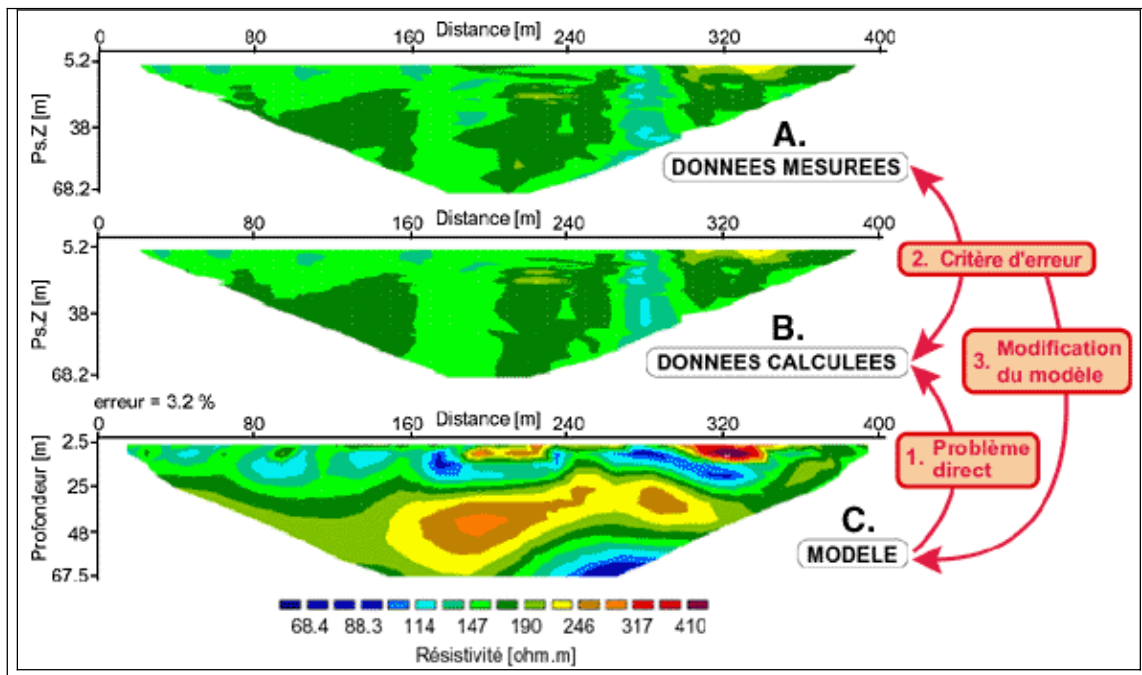 Distance [m]
0 80 160 240 320 400
5.2
38
68.2
Ps.Z [m]
A.
DONNEES MESUREES
Distance [m]
0 80 160 240 320 400
5.2
38
68.2
Ps.Z [m]
B.
DONNEES CALCULEES
2. Critère d'erreur
3. Modification
du modèle
1. Problème
direct
erreur = 3.2 %
Distance [m]
0 80 160 240 320 400
2.5
25
48
67.5
Profondeur [m]
C.
MODELE
68.4 88.3 114 147 190 246 317 410
Résistivité [ohm.m]